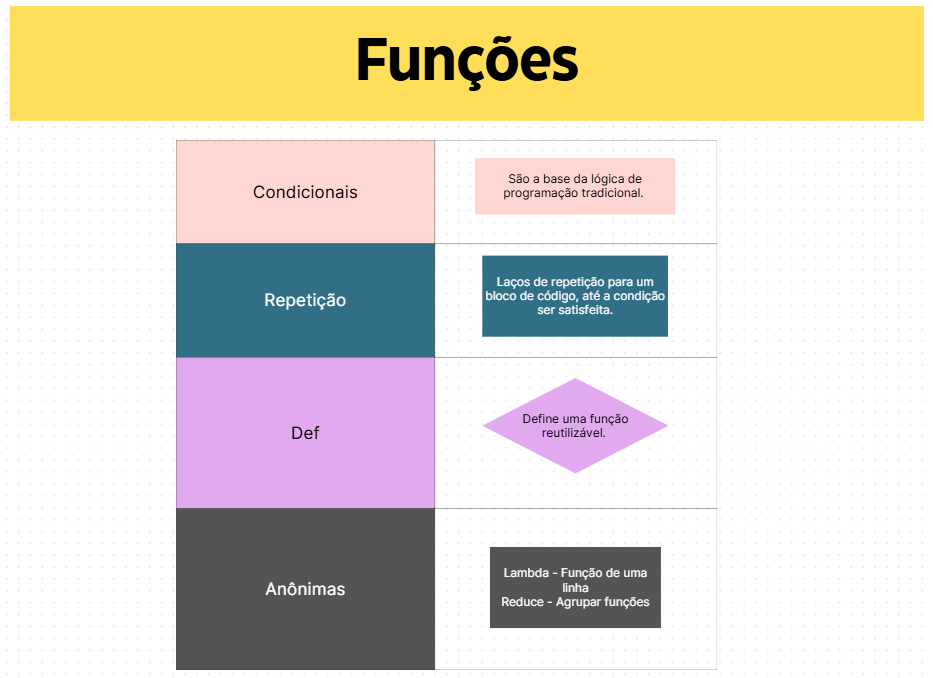 Funções
Condicionais
São a base da lógica de
programação tradicional.
Repetição
Laços de repetição para um
bloco de código, até a condição
ser satisfeita.
Def
Define uma função
reutilizável.
Anônimas
Lambda - Função de uma
linha
Reduce - Agrupar funções